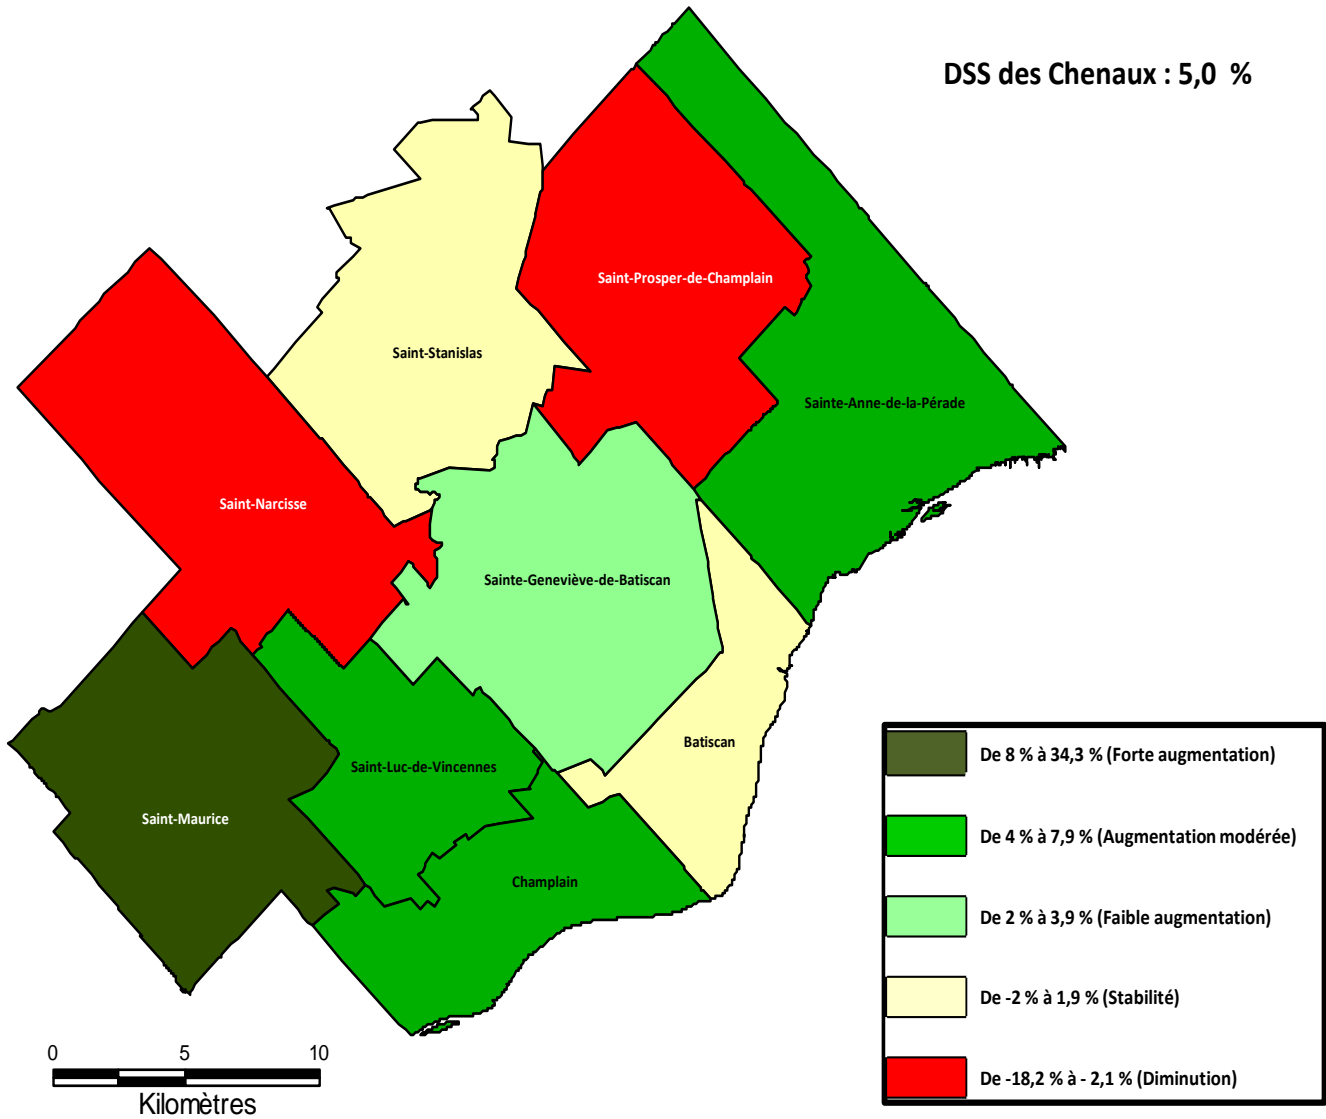 DSS des Chenaux : 5,0 %
Saint-Prosper-de-Champlain
Saint-Stanislas
Sainte-Anne-de-la-Pérade
Saint-Narcisse
Sainte-Geneviève-de-Batiscan
Batiscan
Saint-Luc-de-Vincennes
Saint-Maurice
Champlain
De 8 % à 34,3 % (Forte augmentation)
De 4 % à 7,9 % (Augmentation modérée)
De 2 % à 3,9 % (Faible augmentation)
De -2 % à 1,9 % (Stabilité)
De -18,2 % à - 2,1 % (Diminution)
0 5 10
Kilomètres